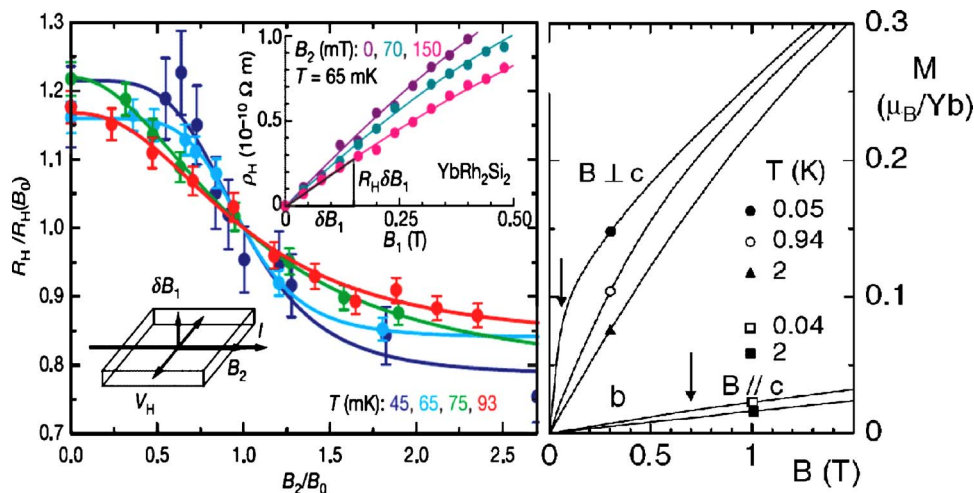 R_H/R_H(B_0)
1.3
1.2
1.1
1.0
0.9
0.8
0.7
0.0
0.5
1.0
1.5
2.0
2.5
B_2/B_0
T (mK): 45, 65, 75, 93
δB_1
I
B_2
V_H
ρ_H (10^-10 Ω m)
1.0
0.5
0.0
0
0.25
0.50
B_1 (T)
B_2 (mT): 0, 70, 150
T = 65 mK
YbRh_2Si_2
R_HδB_1
δB_1
0.3
M
(μ_B/Yb)
0.2
0.1
0
B ⊥ c
T (K)
0.05
0.94
2
0.04
2
B // c
b
0
0.5
1
B (T)